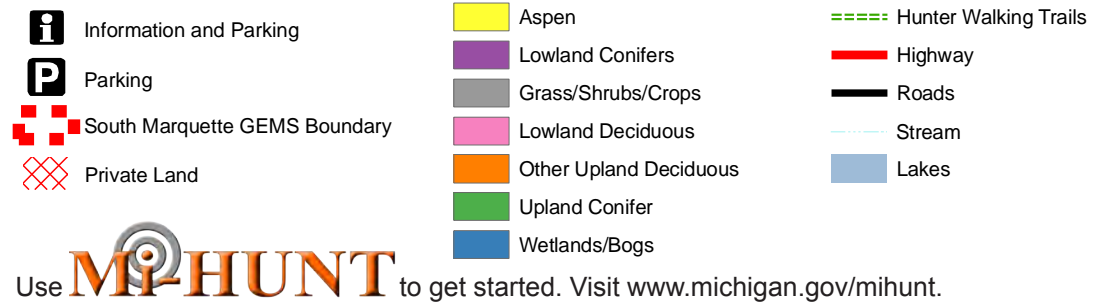 i Information and Parking
P Parking
South Marquette GEMS Boundary
Private Land
Aspen
Lowland Conifers
Grass/Shrubs/Crops
Lowland Deciduous
Other Upland Deciduous
Upland Conifer
Wetlands/Bogs
Hunter Walking Trails
Highway
Roads
Stream
Lakes
Use Mi-HUNT to get started. Visit www.michigan.gov/mihunt.